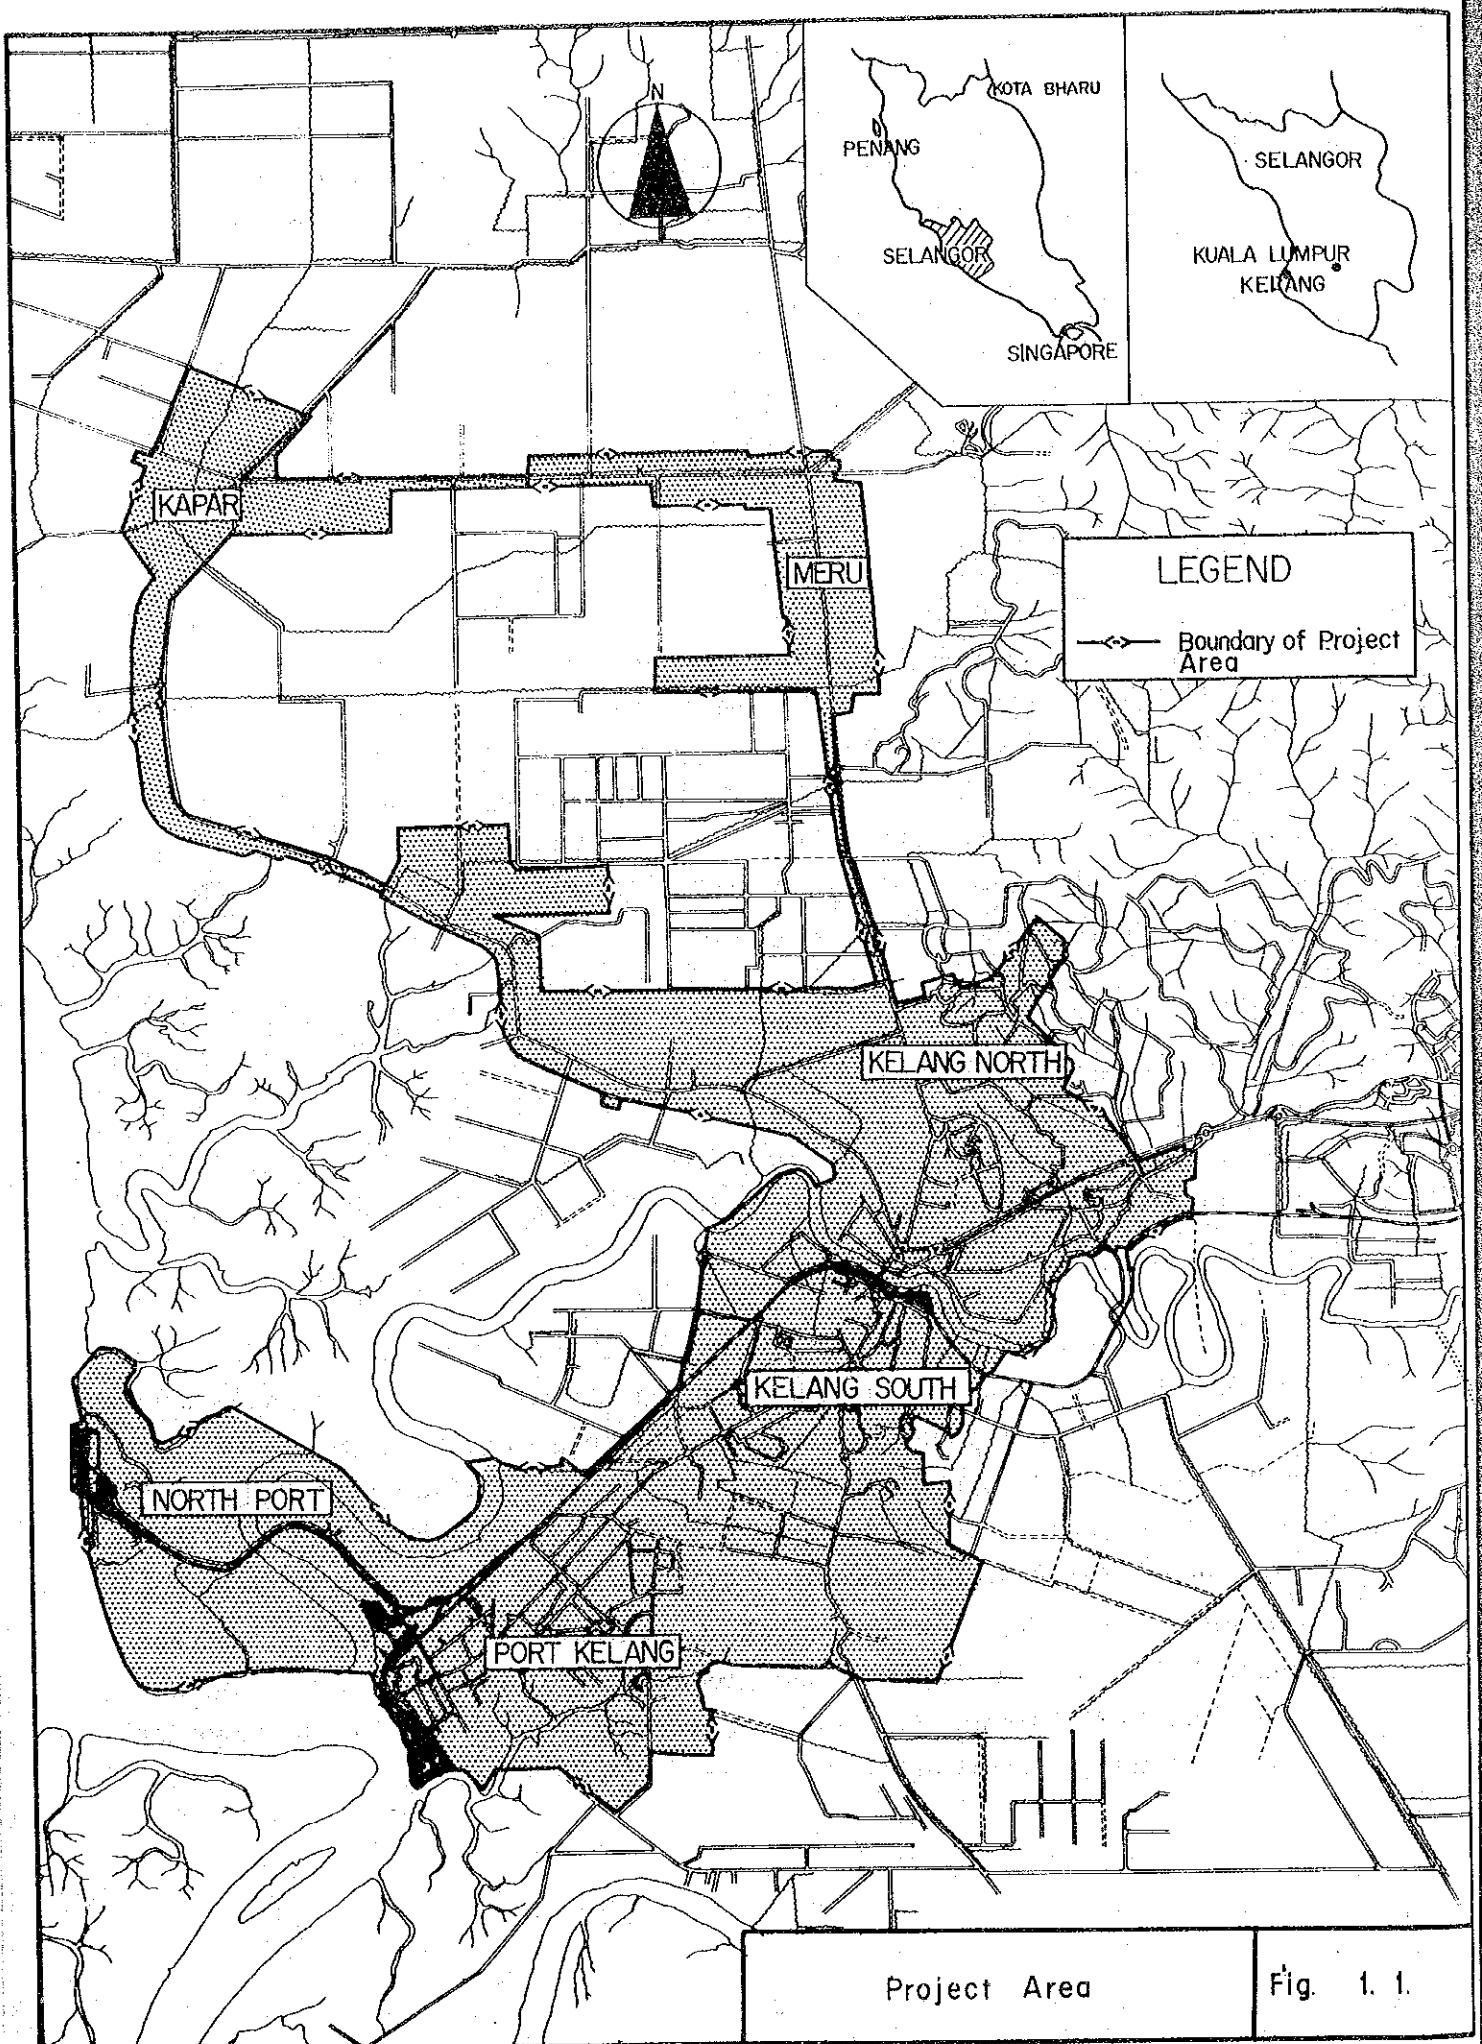 N
KOTA BHARU
PENANG
SELANGOR
SINGAPORE
SELANGOR
KUALA LUMPUR
KELANG
KAPAR
MERU
LEGEND
Boundary of Project
Area
KELANG NORTH
KELANG SOUTH
NORTH PORT
PORT KELANG
Project Area
Fig. 1. 1.